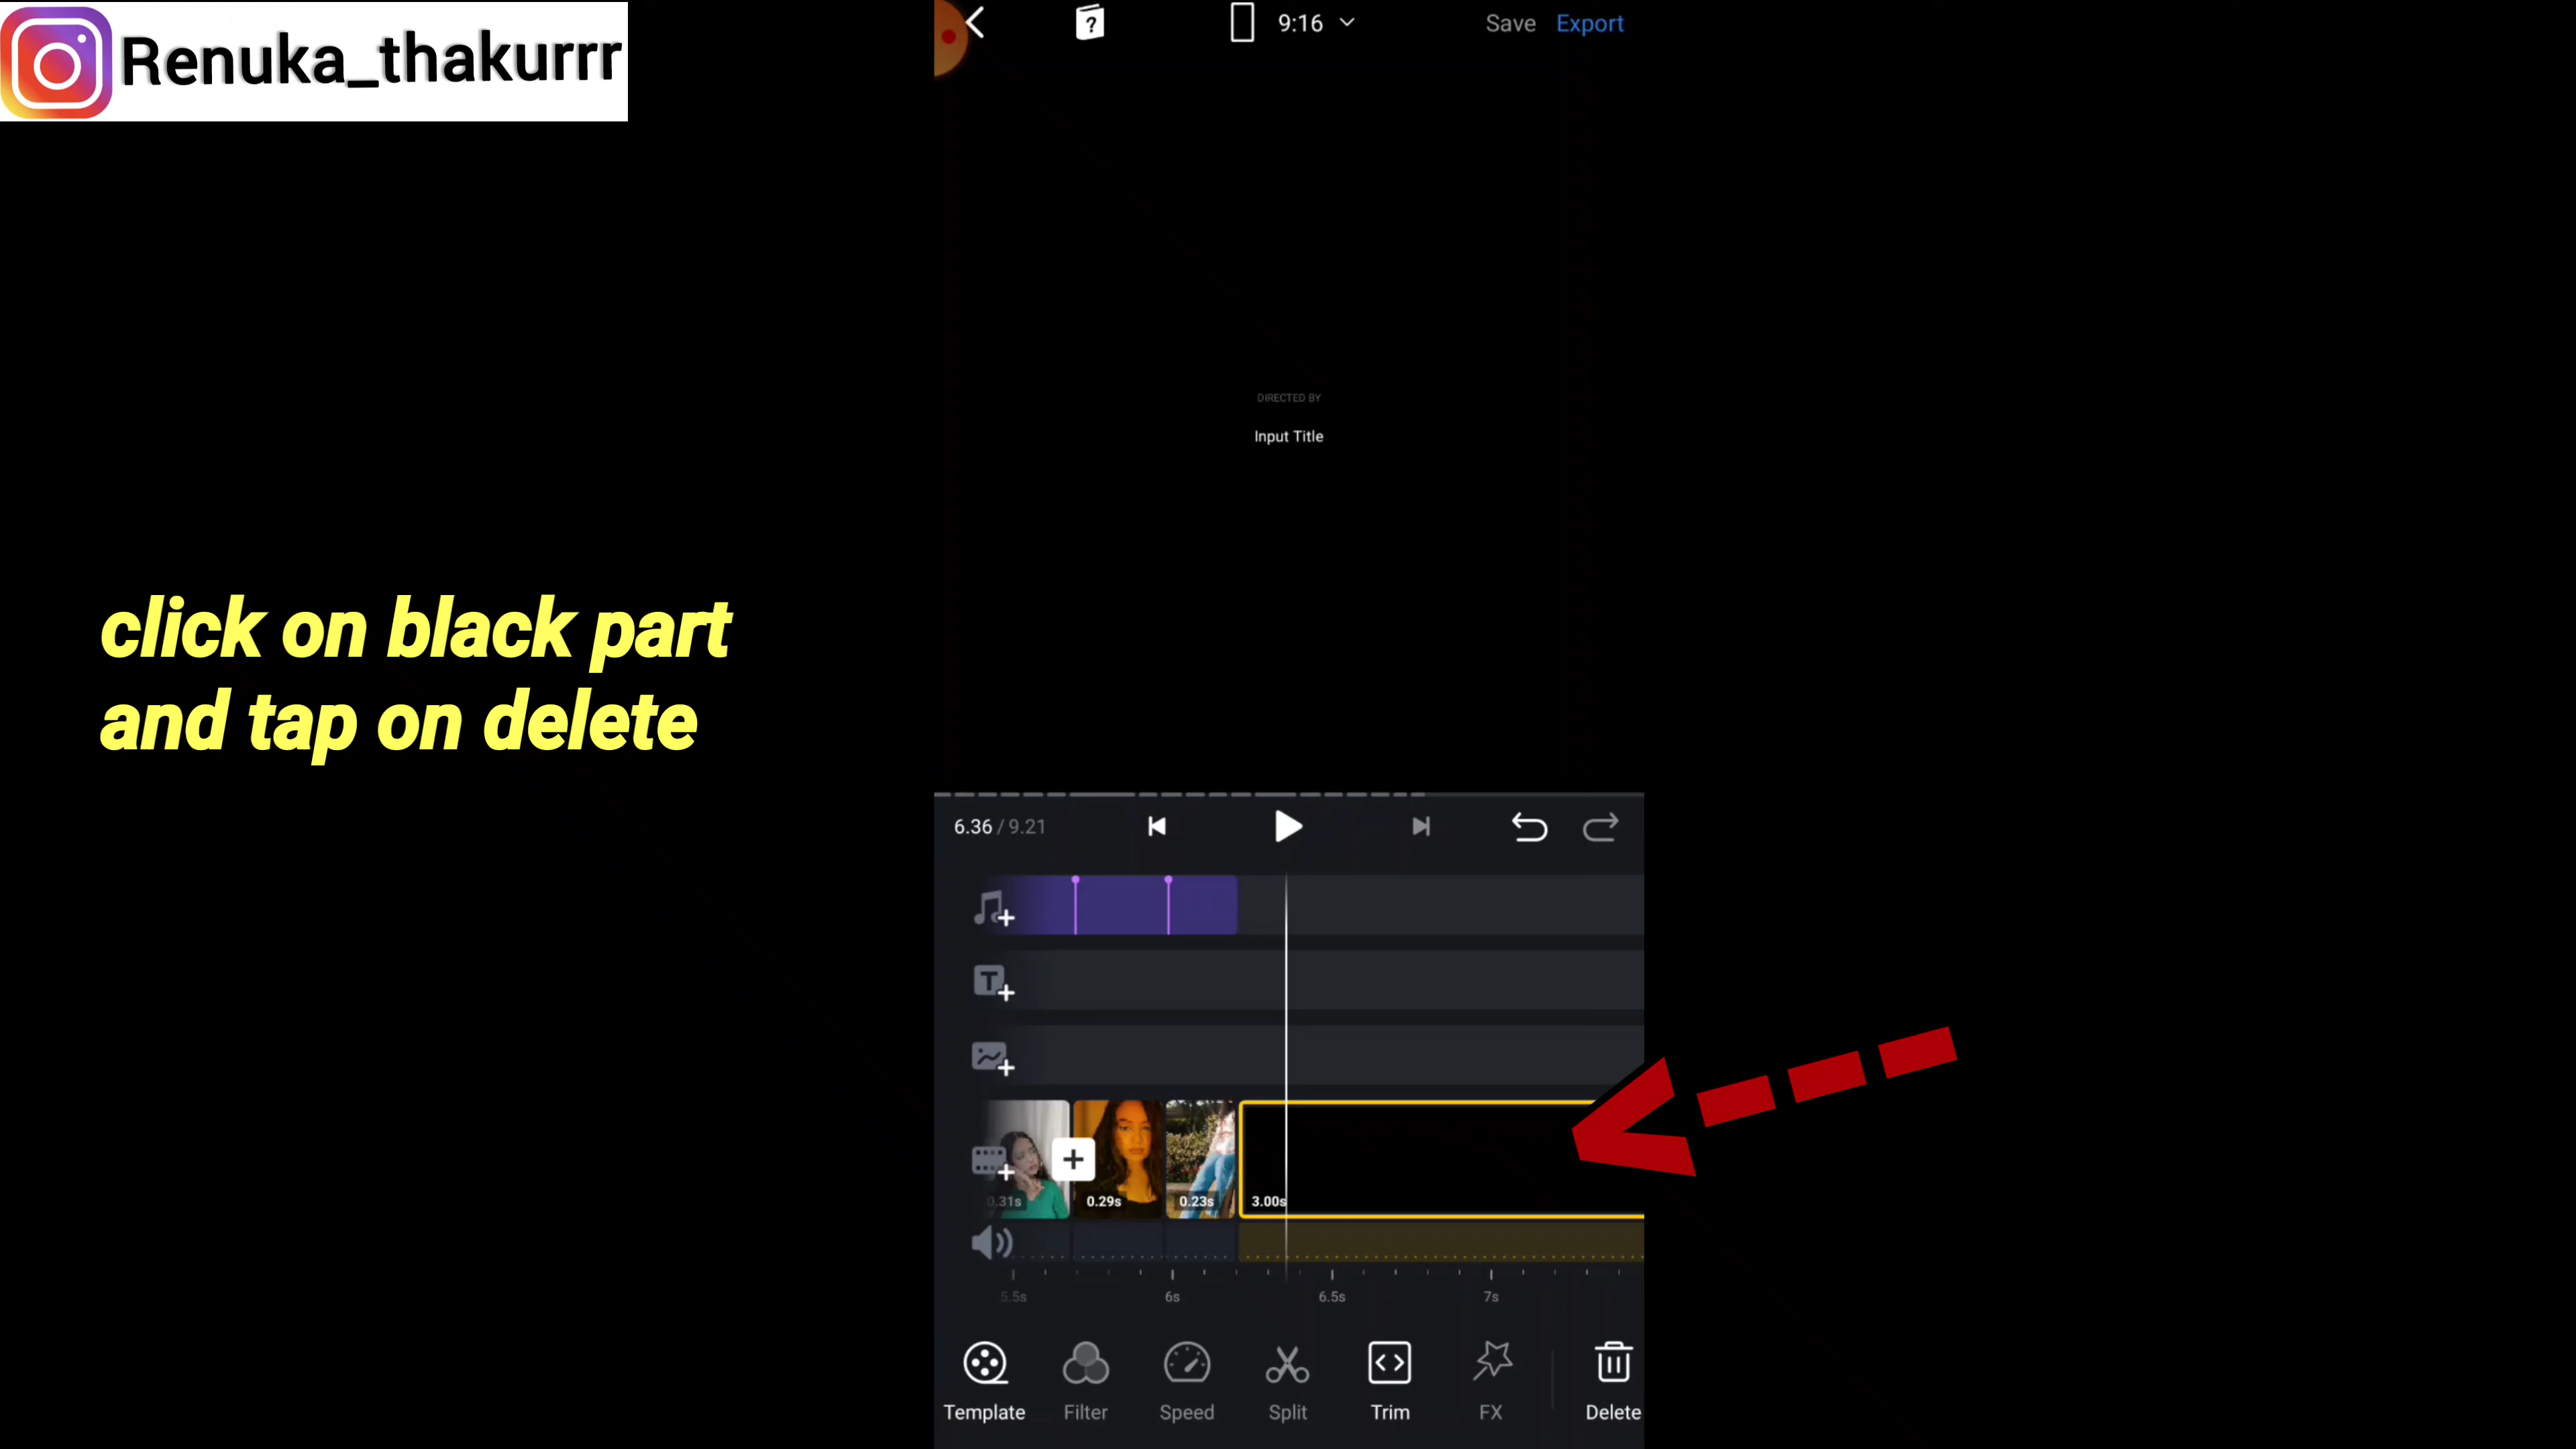 Renuka_thakurrr
9:16
Save Export
DIRECTED BY
Input Title
click on black part
and tap on delete
6.36 / 9.21
0.31s
0.29s
0.23s
3.00s
5.5s
6s
6.5s
7s
Template
Filter
Speed
Split
Trim
FX
Delete